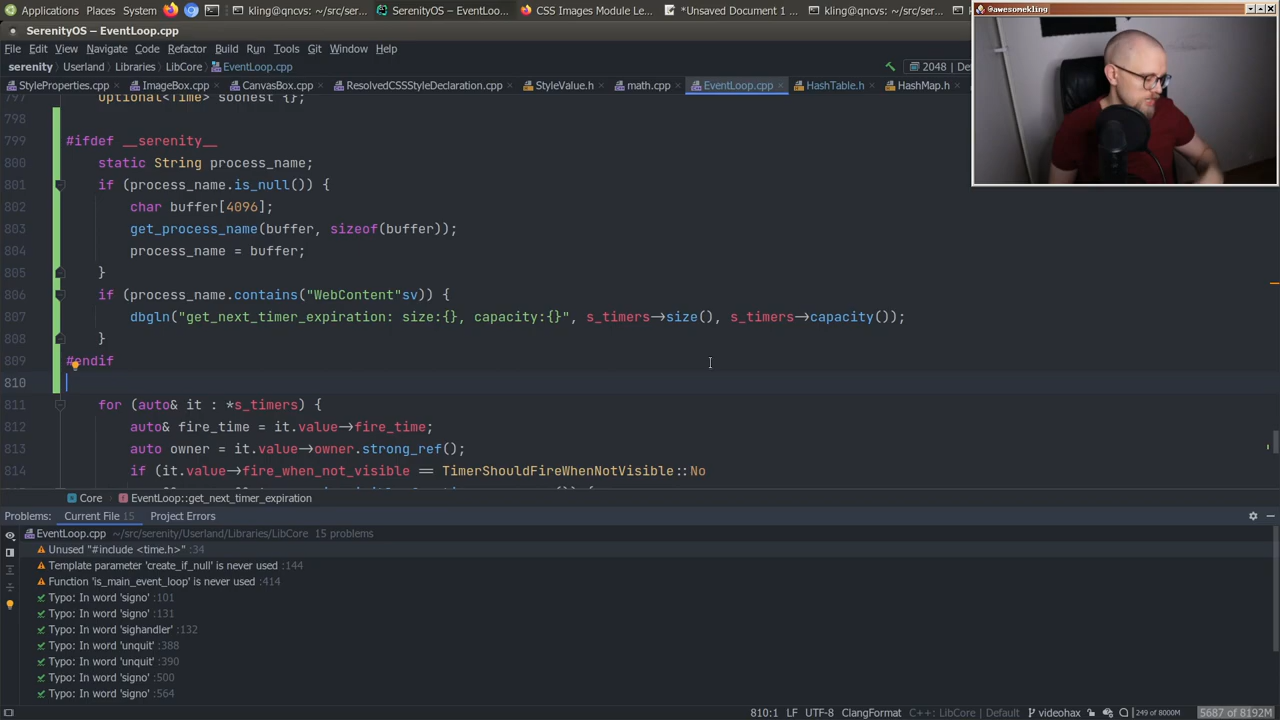 Applications Places System kling@qncvs: ~/src/ser... SerenityOS – EventLoo... CSS Images Module Le... *Unsaved Document 1 ... kling@qncvs: ~/src/ser...
@awesomekling
SerenityOS – EventLoop.cpp
File Edit View Navigate Code Refactor Build Run Tools Git Window Help
serenity Userland Libraries LibCore EventLoop.cpp 2048 | De
StyleProperties.cpp ImageBox.cpp CanvasBox.cpp ResolvedCSSStyleDeclaration.cpp StyleValue.h math.cpp EventLoop.cpp HashTable.h HashMap.h
797 Optional<Time> soonest {};
798
799 #ifdef __serenity__
800 static String process_name;
801 if (process_name.is_null()) {
802 char buffer[4096];
803 get_process_name(buffer, sizeof(buffer));
804 process_name = buffer;
805 }
806 if (process_name.contains("WebContent"sv)) {
807 dbgln("get_next_timer_expiration: size:{}, capacity:{}", s_timers->size(), s_timers->capacity());
808 }
809 #endif
810
811 for (auto& it : *s_timers) {
812 auto& fire_time = it.value->fire_time;
813 auto owner = it.value->owner.strong_ref();
814 if (it.value->fire_when_not_visible == TimerShouldFireWhenNotVisible::No
Core EventLoop::get_next_timer_expiration
Problems: Current File 15 Project Errors
EventLoop.cpp ~/src/serenity/Userland/Libraries/LibCore 15 problems
Unused "#include <time.h>" :34
Template parameter 'create_if_null' is never used :144
Function 'is_main_event_loop' is never used :414
Typo: In word 'signo' :101
Typo: In word 'signo' :131
Typo: In word 'sighandler' :132
Typo: In word 'unquit' :388
Typo: In word 'unquit' :390
Typo: In word 'signo' :500
Typo: In word 'signo' :564
810:1 LF UTF-8 ClangFormat C++: LibCore | Default videohax 249 of 8000M 5687 of 8192M